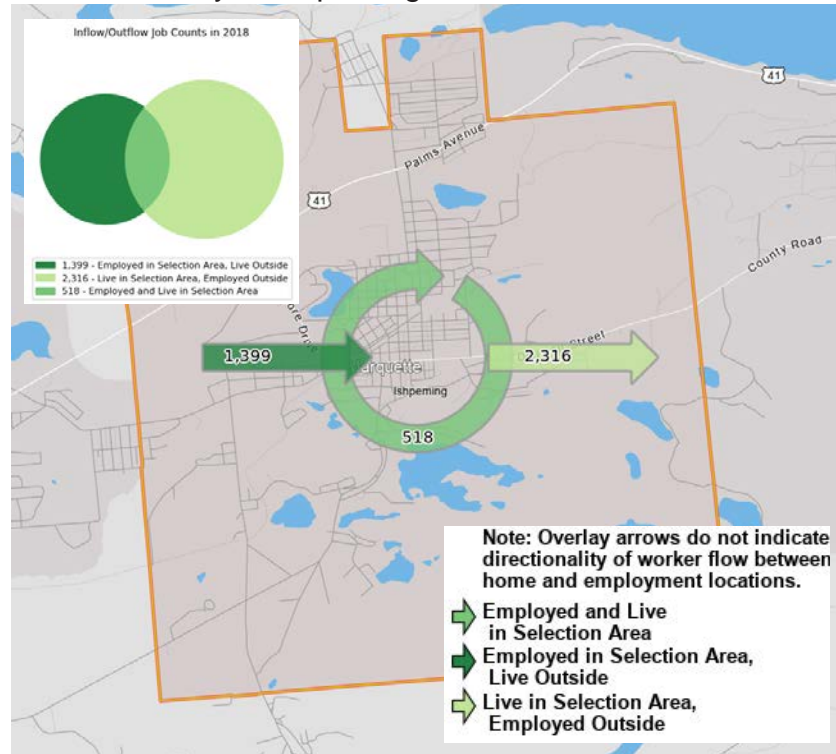 Inflow/Outflow Job Counts in 2018
1,399 - Employed in Selection Area, Live Outside
2,316 - Live in Selection Area, Employed Outside
518 - Employed and Live in Selection Area
41
Palms Avenue
41
County Road
ore Drive
1,399
arquette
Street
2,316
Ishpeming
518
Note: Overlay arrows do not indicate
directionality of worker flow between
home and employment locations.
Employed and Live
in Selection Area
Employed in Selection Area,
Live Outside
Live in Selection Area,
Employed Outside